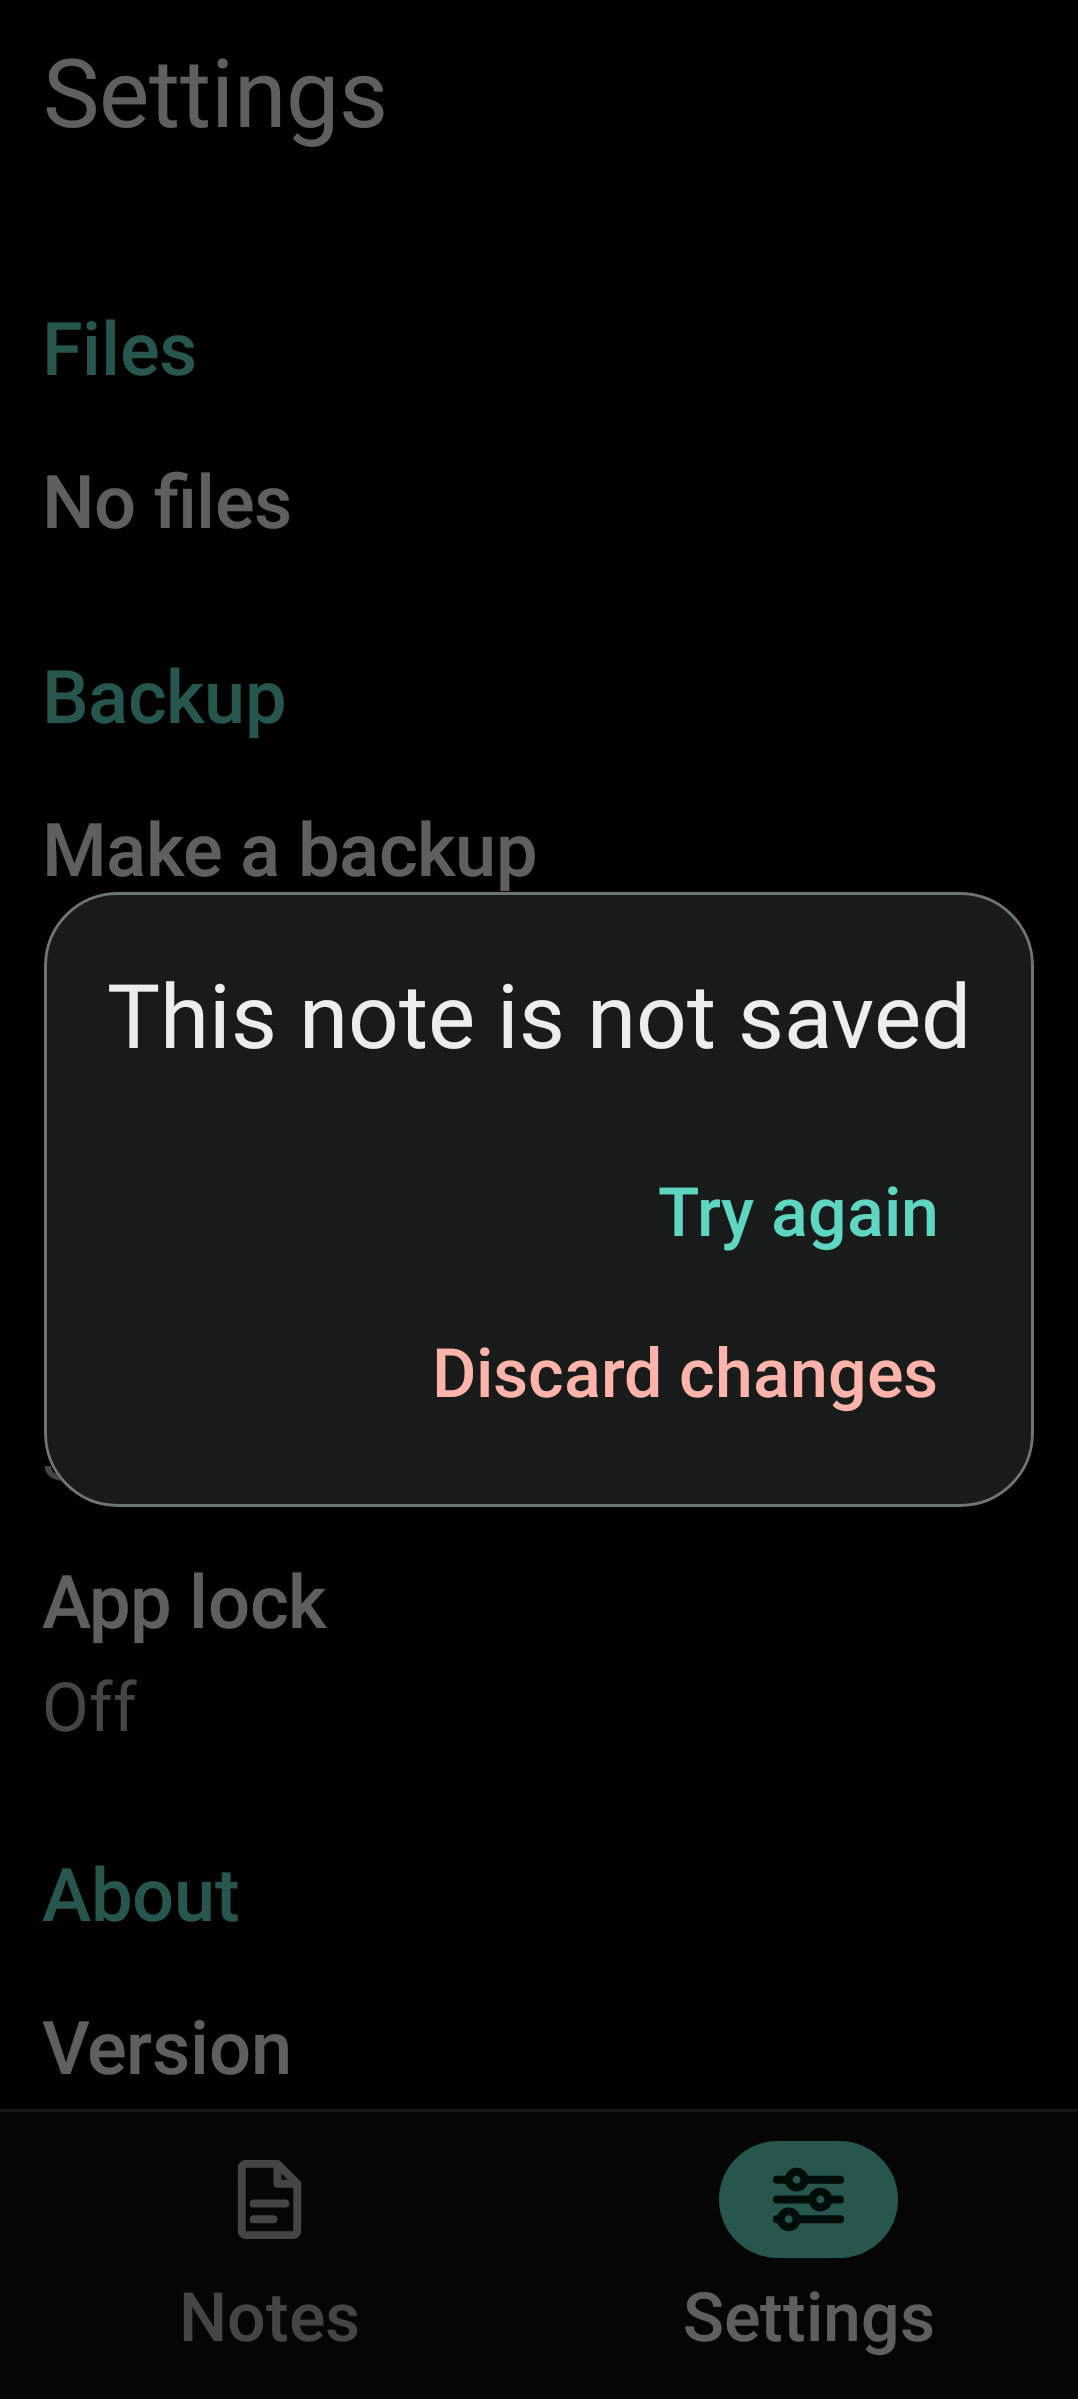 Settings
Files
No files
Backup
Make a backup
This note is not saved
Try again
Discard changes
App lock
Off
About
Version
Notes
Settings